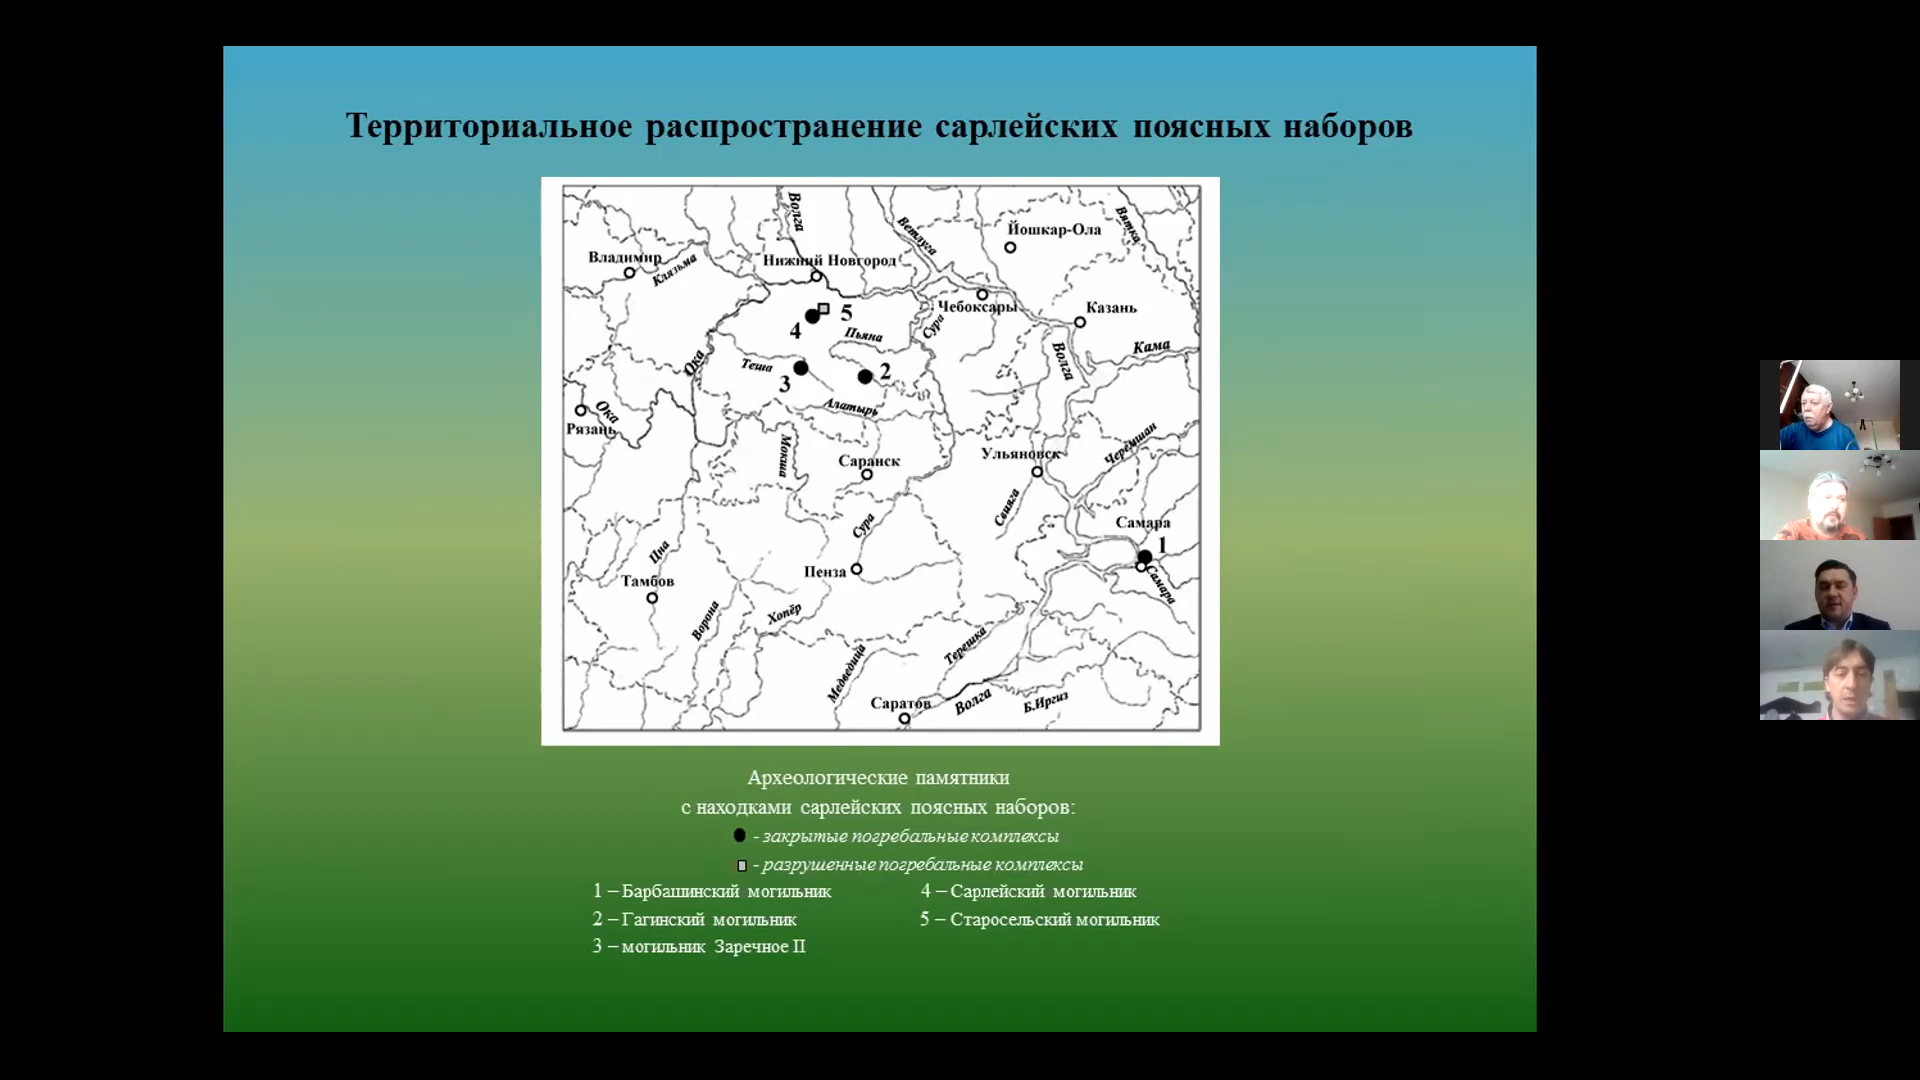 Территориальное распространение сарлейских поясных наборов
Волга
Ветлуга
Йошкар-Ола
Вятка
Владимир
Клязьма
Нижний Новгород
Чебоксары
Казань
5
4
Пьяна
Сура
Волга
Кама
Ока
Теша
3
2
Алатырь
Ока
Рязань
Мокша
Саранск
Ульяновск
Черемшан
Свияга
Сура
Самара
1
Самара
Цна
Пенза
Тамбов
Ворона
Хопёр
Терешка
Медведица
Саратов
Волга
Б.Иргиз
Археологические памятники
с находками сарлейских поясных наборов:
- закрытые погребальные комплексы
- разрушенные погребальные комплексы
1 – Барбашинский могильник
4 – Сарлейский могильник
2 – Гагинский могильник
5 – Старосельский могильник
3 – могильник Заречное II